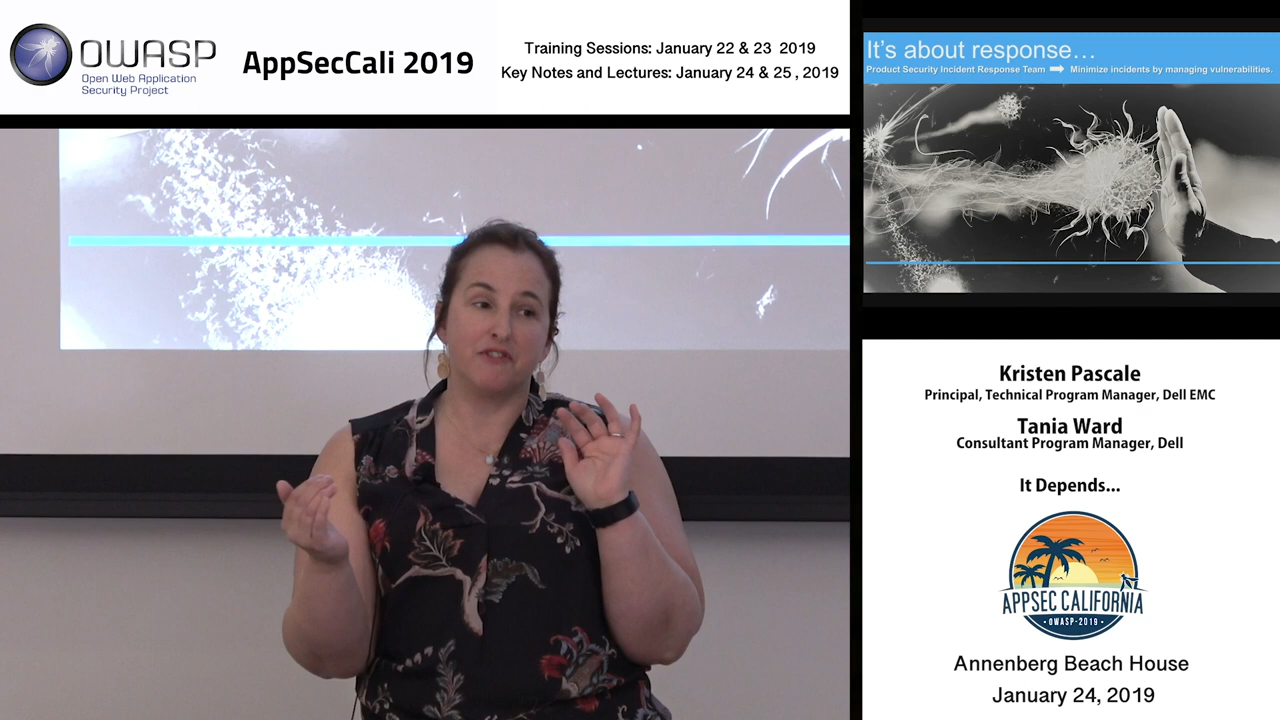 OWASP
Open Web Application
Security Project
AppSecCali 2019
Training Sessions: January 22 & 23 2019
Key Notes and Lectures: January 24 & 25 , 2019
It's about response…
Product Security Incident Response Team ➡ Minimize incidents by managing vulnerabilities.
Kristen Pascale
Principal, Technical Program Manager, Dell EMC
Tania Ward
Consultant Program Manager, Dell
It Depends...
APPSEC CALIFORNIA
• OWASP-2019 •
Annenberg Beach House
January 24, 2019